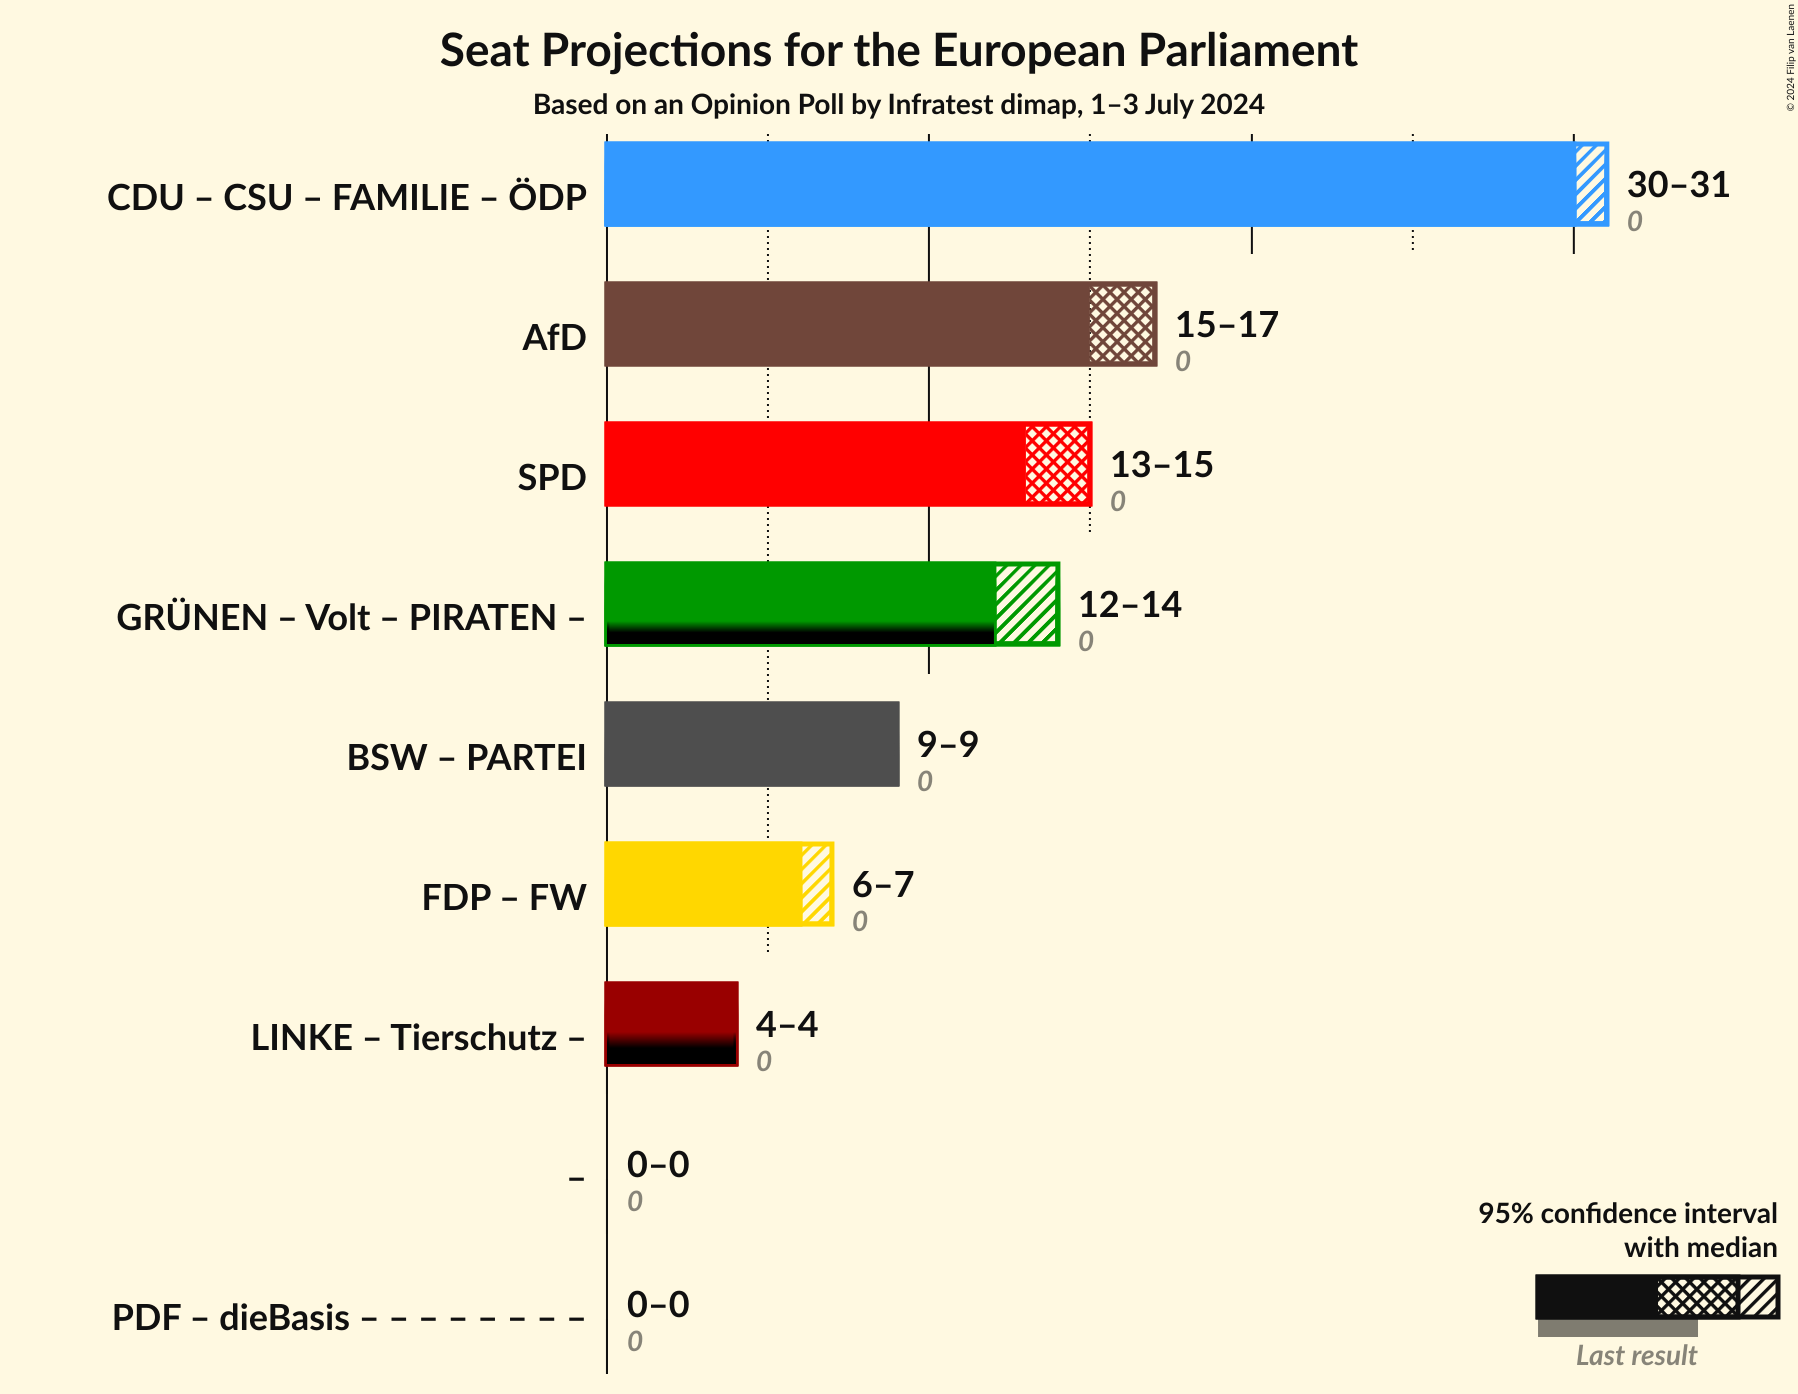 Seat Projections for the European Parliament
Based on an Opinion Poll by Infratest dimap, 1–3 July 2024
© 2024 Filip van Laenen
CDU – CSU – FAMILIE – ÖDP
30–31
0
AfD
15–17
0
SPD
13–15
0
GRÜNEN – Volt – PIRATEN –
12–14
0
BSW – PARTEI
9–9
0
FDP – FW
6–7
0
LINKE – Tierschutz –
4–4
0
–
0–0
0
PDF – dieBasis – – – – – – – –
0–0
0
95% confidence interval
with median
Last result